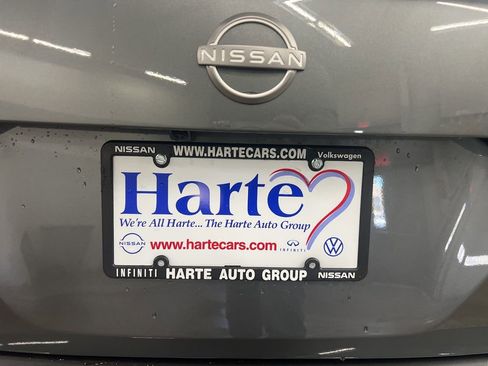 NISSAN
NISSAN WWW.HARTECARS.COM Volkswagen
Harte
We're All Harte... The Harte Auto Group
NISSAN www.hartecars.com INFINITI
INFINITI HARTE AUTO GROUP NISSAN